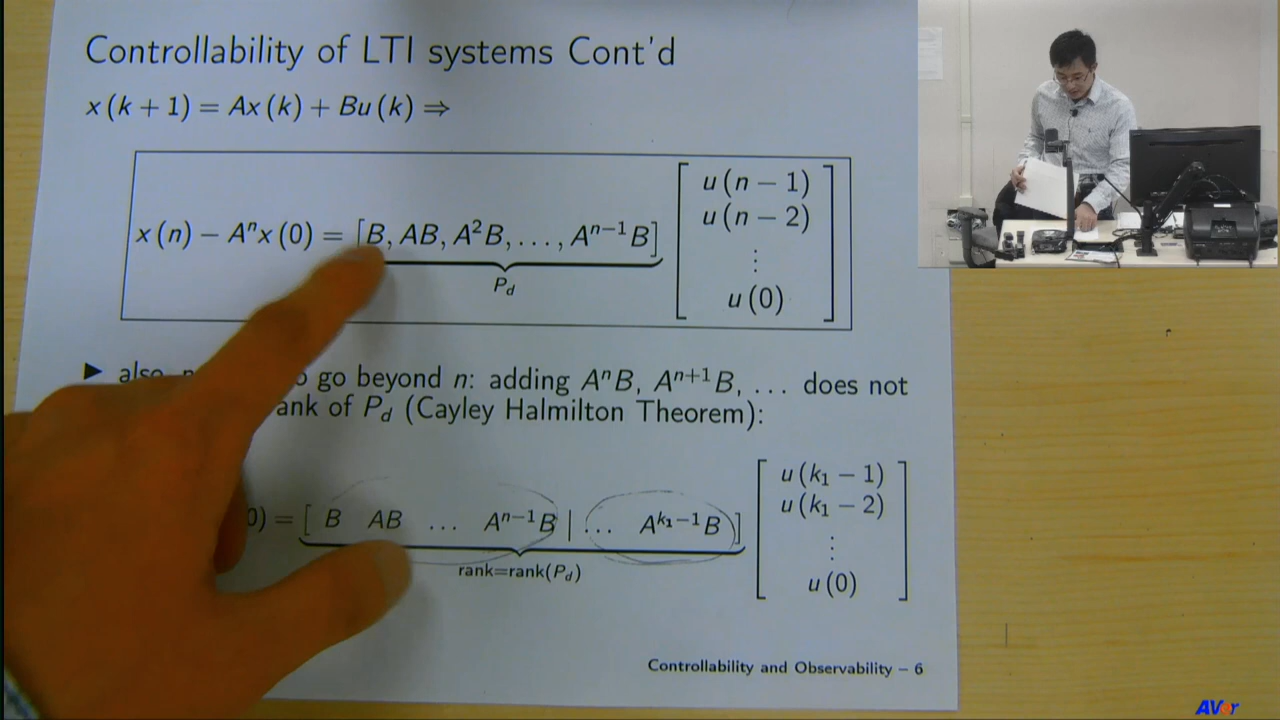 Controllability of LTI systems Cont'd
x(k + 1) = Ax(k) + Bu(k) ⇒
x(n) − Aⁿx(0) = [B, AB, A²B, . . . , Aⁿ⁻¹B]
P_d
u(n − 1)
u(n − 2)
⋮
u(0)
▶ also, go beyond n: adding AⁿB, Aⁿ⁺¹B, . . . does not
of P_d (Cayley Halmilton Theorem):
= [ B AB . . . Aⁿ⁻¹B | . . . A^{k₁−1}B ]
rank=rank(P_d)
u(k₁ − 1)
u(k₁ − 2)
⋮
u(0)
Controllability and Observability – 6
AVer